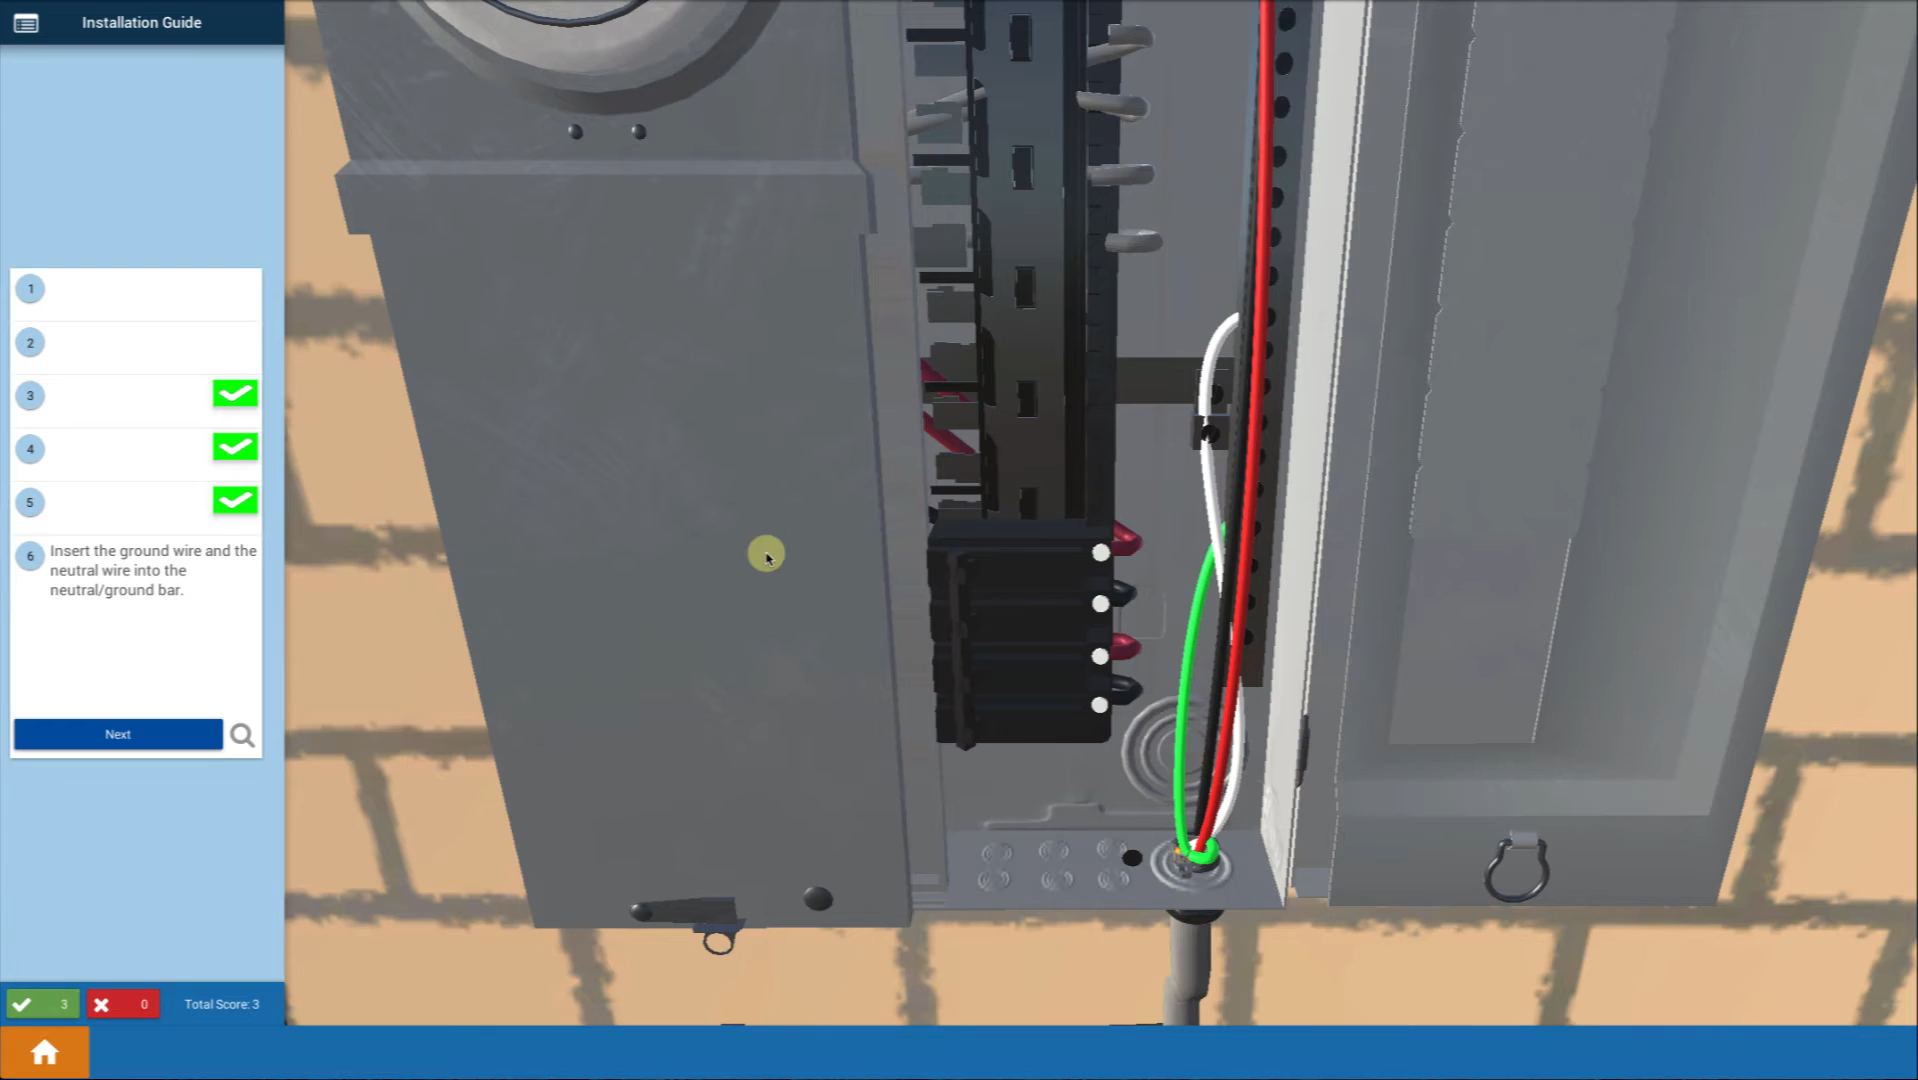 Installation Guide
1
2
3
4
5
6 Insert the ground wire and the
neutral wire into the
neutral/ground bar.
Next
3 0 Total Score: 3